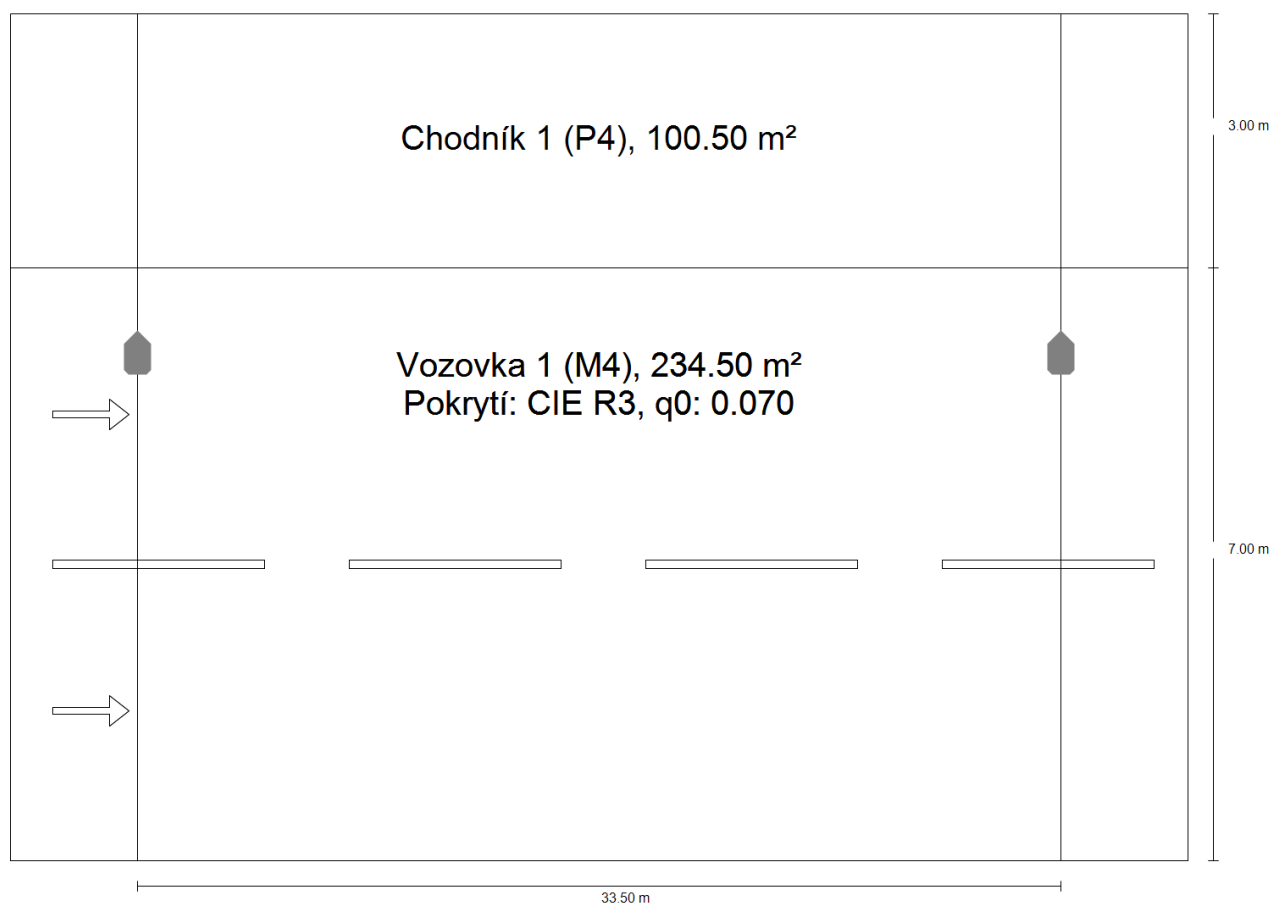 Chodník 1 (P4), 100.50 m²
3.00 m
Vozovka 1 (M4), 234.50 m²
Pokrytí: CIE R3, q0: 0.070
7.00 m
33.50 m